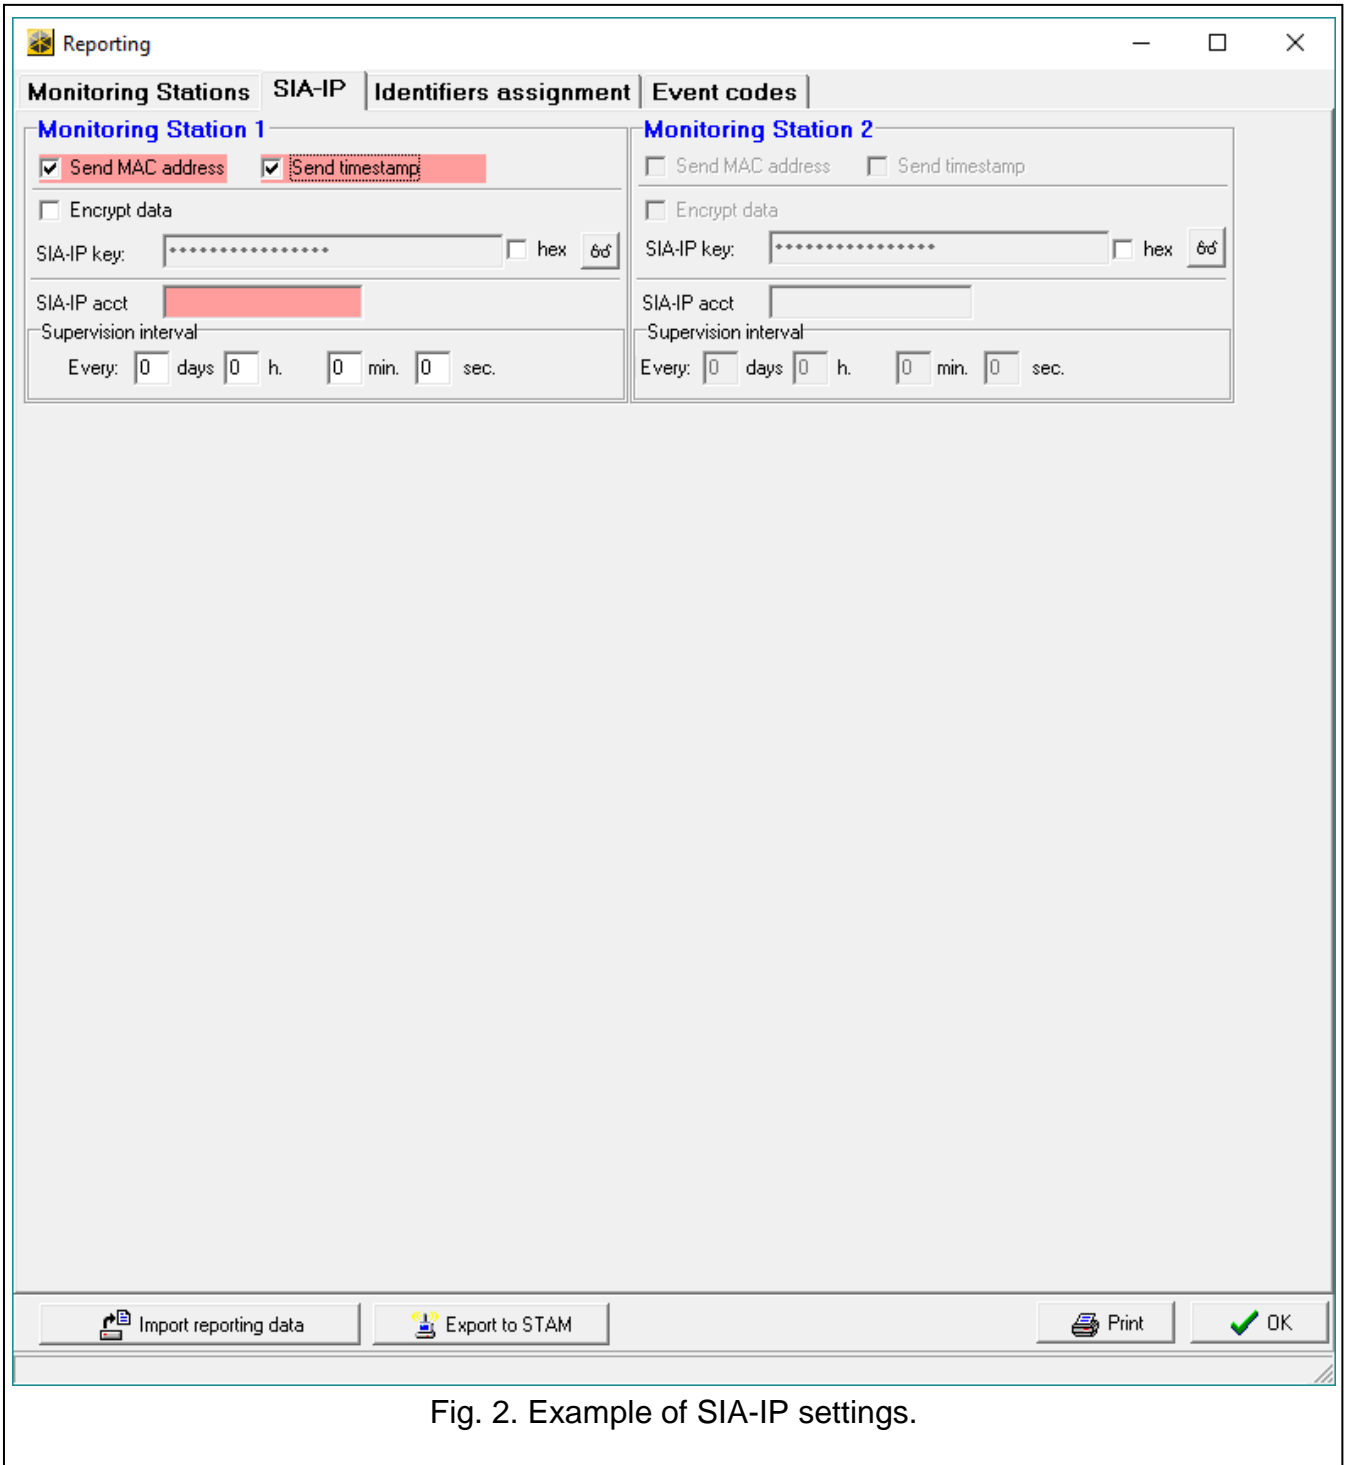 Reporting
Monitoring Stations SIA-IP Identifiers assignment Event codes
Monitoring Station 1
Send MAC address Send timestamp
Encrypt data
SIA-IP key: **************** hex
SIA-IP acct
Supervision interval
Every: 0 days 0 h. 0 min. 0 sec.
Monitoring Station 2
Send MAC address Send timestamp
Encrypt data
SIA-IP key: **************** hex
SIA-IP acct
Supervision interval
Every: 0 days 0 h. 0 min. 0 sec.
Import reporting data Export to STAM Print OK
Fig. 2. Example of SIA-IP settings.